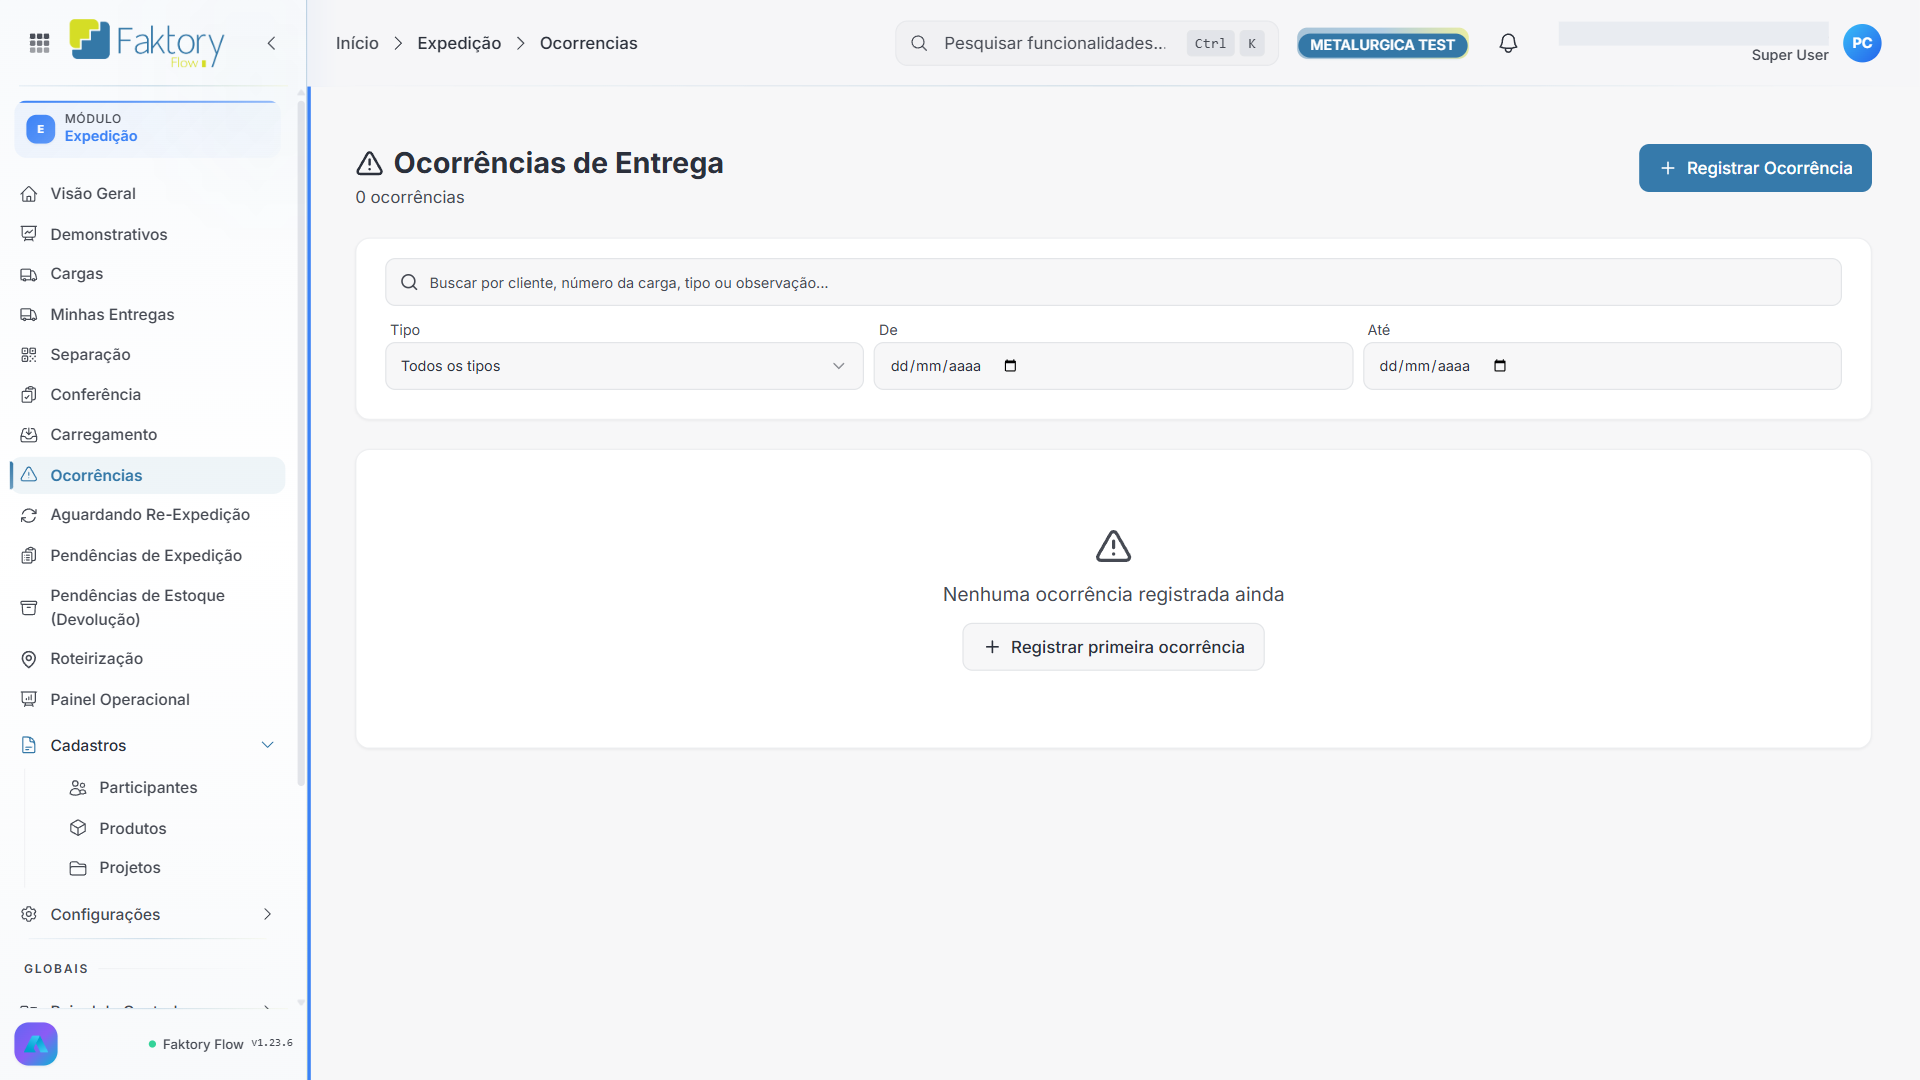 Faktory
Flow
Início
Expedição
Ocorrencias
Pesquisar funcionalidades...
Ctrl
K
METALURGICA TEST
Super User
PC
E
MÓDULO
Expedição
Visão Geral
Demonstrativos
Cargas
Minhas Entregas
Separação
Conferência
Carregamento
Ocorrências
Aguardando Re-Expedição
Pendências de Expedição
Pendências de Estoque
(Devolução)
Roteirização
Painel Operacional
Cadastros
Participantes
Produtos
Projetos
Configurações
GLOBAIS
Faktory Flow v1.23.6
Ocorrências de Entrega
0 ocorrências
Registrar Ocorrência
Buscar por cliente, número da carga, tipo ou observação...
Tipo
De
Até
Todos os tipos
dd/mm/aaaa
dd/mm/aaaa
Nenhuma ocorrência registrada ainda
Registrar primeira ocorrência